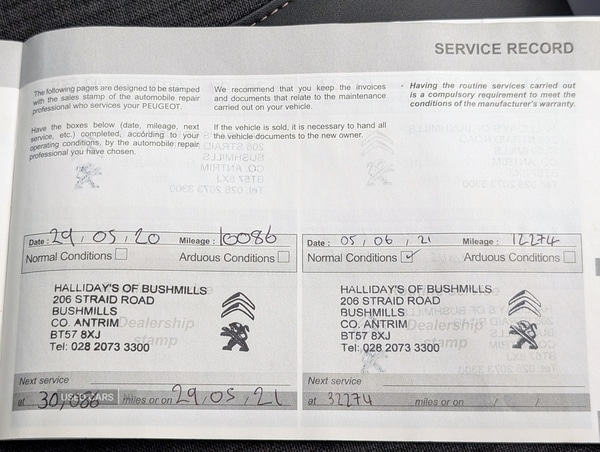 SERVICE RECORD
The following pages are designed to be stamped
with the sales stamp of the automobile repair
professional who services your PEUGEOT.
Have the boxes below (date, mileage, next
service, etc.) completed, according to your
operating conditions, by the automobile repair
professional you have chosen.
We recommend that you keep the invoices
and documents that relate to the maintenance
carried out on your vehicle.
If the vehicle is sold, it is necessary to hand all
the vehicle documents to the new owner.
Having the routine services carried out
is a compulsory requirement to meet the
conditions of the manufacturer's warranty.
Date : 29, 05, 20 Mileage : 10086
Normal Conditions Arduous Conditions
HALLIDAY'S OF BUSHMILLS
206 STRAID ROAD
BUSHMILLS
CO. ANTRIM
BT57 8XJ
Tel: 028 2073 3300
Dealership
stamp
Next service
at 30,086 miles or on 29, 05, 21
USED CARS
Date : 05, 06, 21 Mileage : 12274
Normal Conditions ✓ Arduous Conditions
HALLIDAY'S OF BUSHMILLS
206 STRAID ROAD
BUSHMILLS
CO. ANTRIM
BT57 8XJ
Tel: 028 2073 3300
Dealership
stamp
Next service
at 32274 miles or on / /